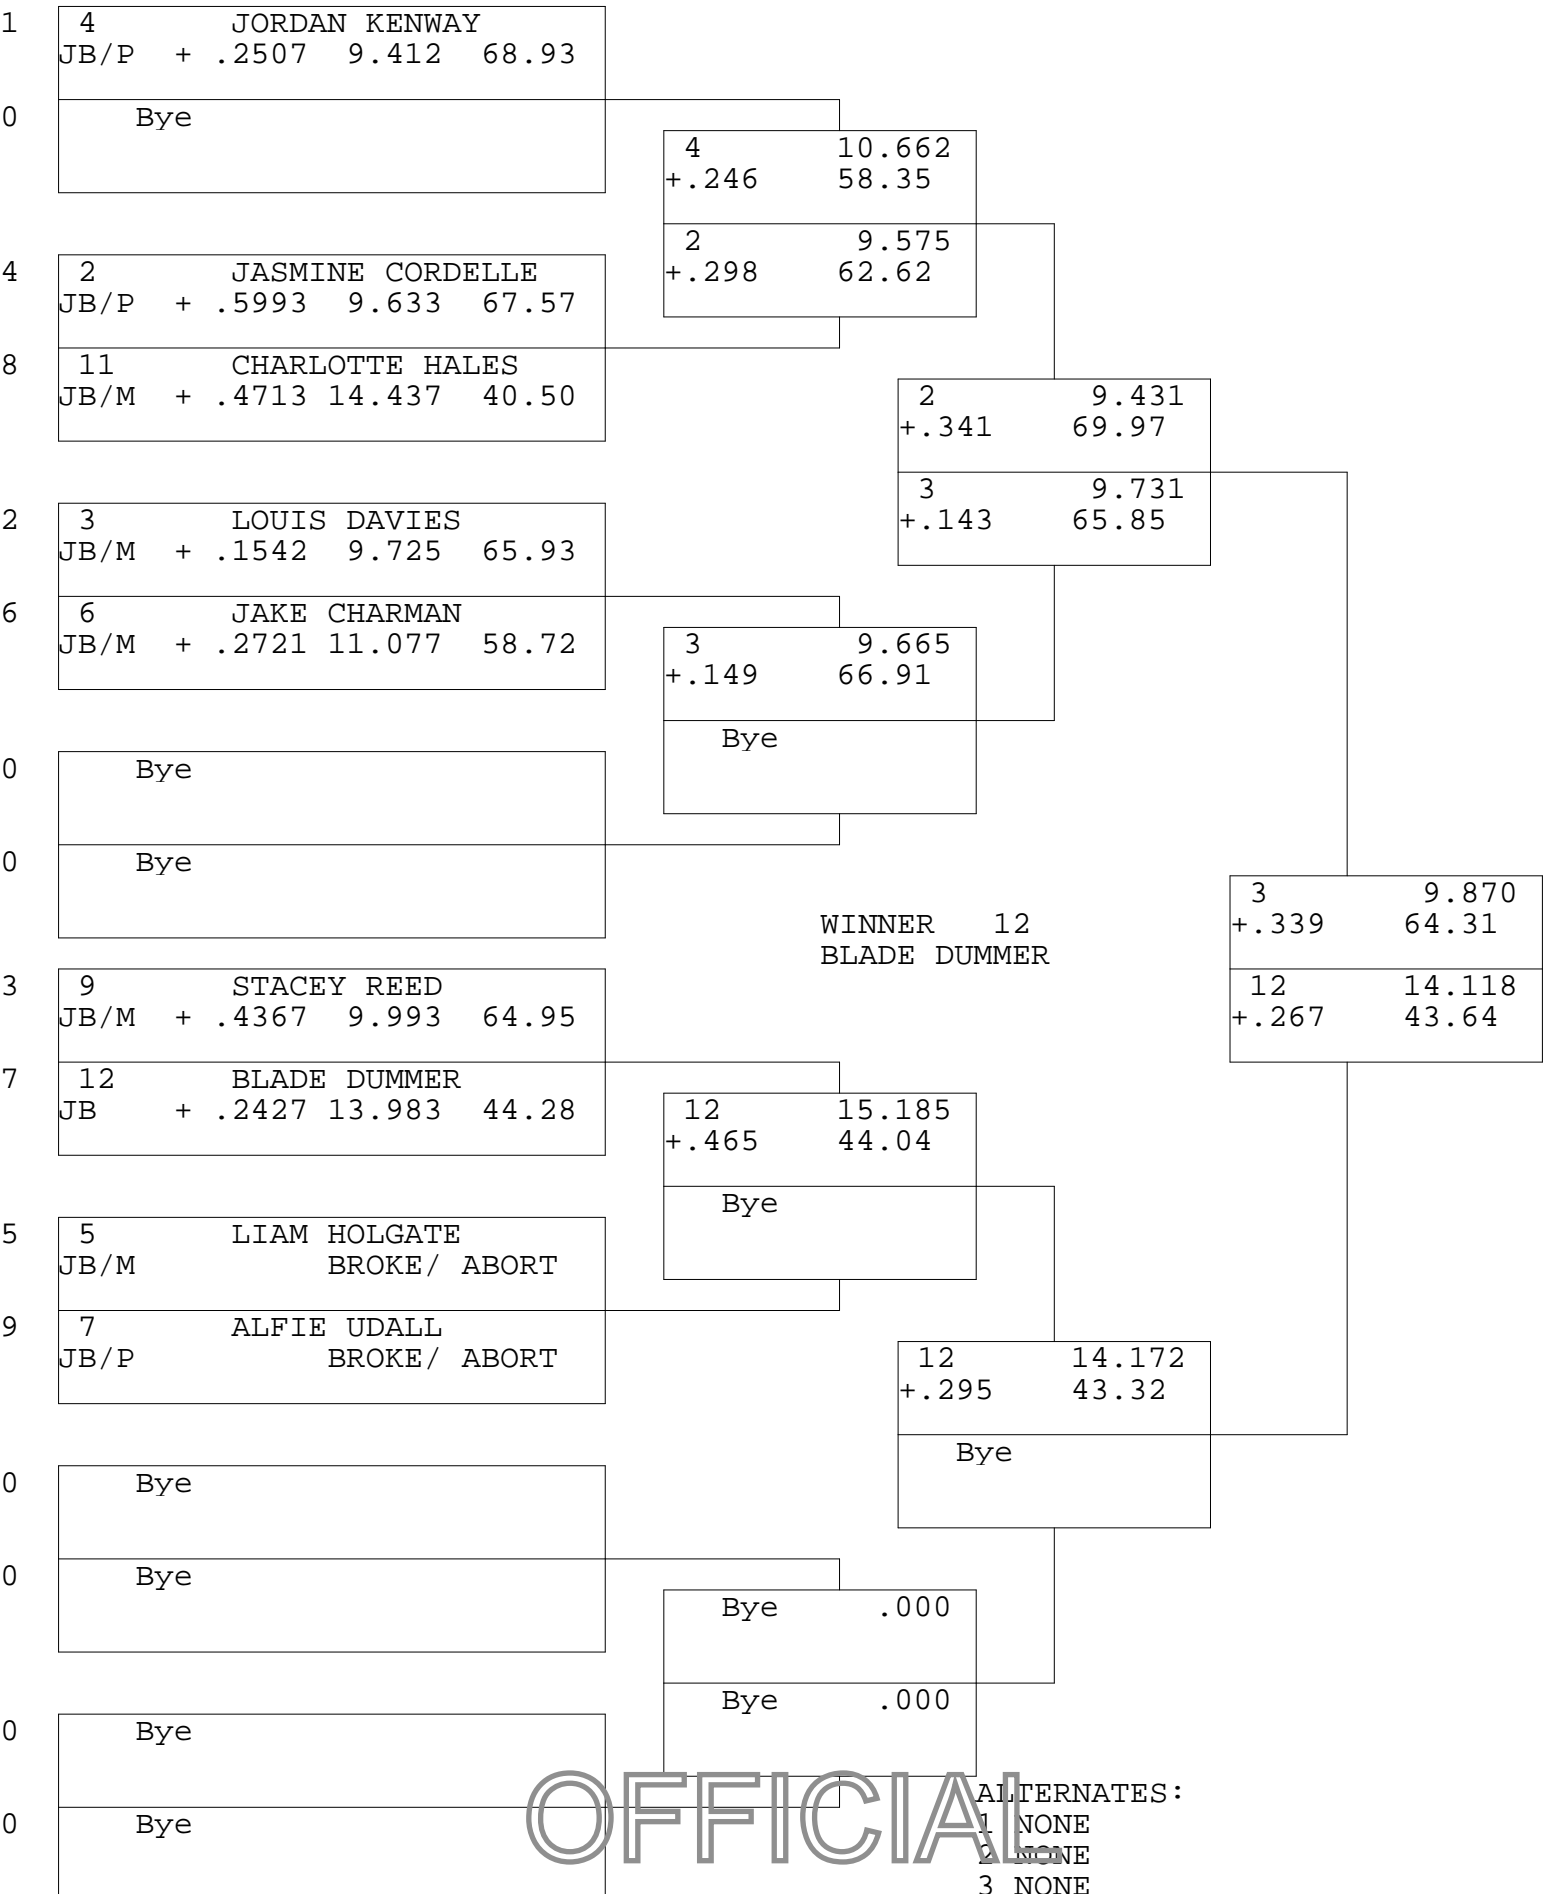 1 4 JORDAN KENWAY
JB/P + .2507 9.412 68.93
0 Bye
4 10.662
+.246 58.35
2 9.575
+.298 62.62
4 2 JASMINE CORDELLE
JB/P + .5993 9.633 67.57
8 11 CHARLOTTE HALES
JB/M + .4713 14.437 40.50
2 9.431
+.341 69.97
3 9.731
+.143 65.85
2 3 LOUIS DAVIES
JB/M + .1542 9.725 65.93
6 6 JAKE CHARMAN
JB/M + .2721 11.077 58.72
3 9.665
+.149 66.91
Bye
0 Bye
0 Bye
3 9.870
+.339 64.31
12 14.118
+.267 43.64
WINNER 12
BLADE DUMMER
3 9 STACEY REED
JB/M + .4367 9.993 64.95
7 12 BLADE DUMMER
JB + .2427 13.983 44.28
12 15.185
+.465 44.04
Bye
5 5 LIAM HOLGATE
JB/M BROKE/ ABORT
9 7 ALFIE UDALL
JB/P BROKE/ ABORT
12 14.172
+.295 43.32
Bye
0 Bye
0 Bye
Bye .000
Bye .000
0 Bye
0 Bye
OFFICIAL
ALTERNATES:
1 NONE
2 NONE
3 NONE